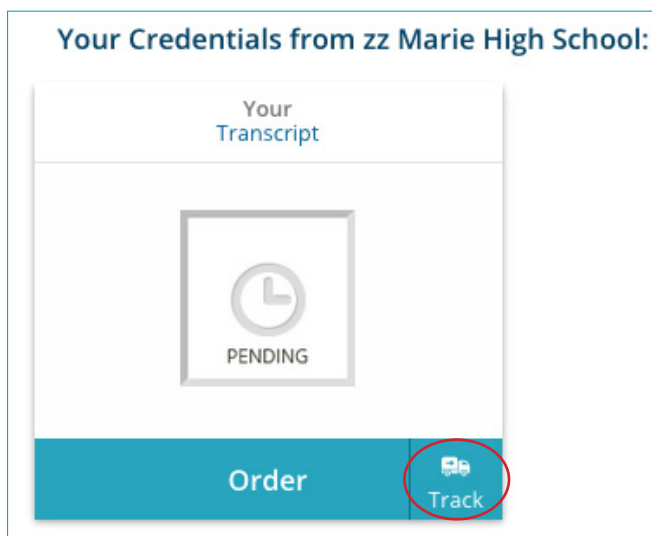 Your Credentials from zz Marie High School:
Your
Transcript
PENDING
Order
Track